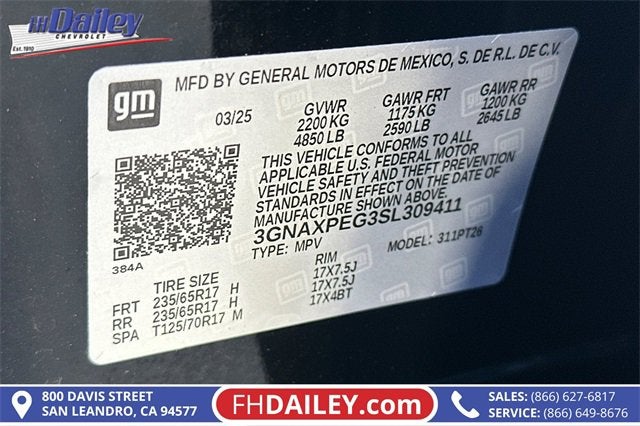 FHDailey
CHEVROLET
Est. 1910
gm
MFD BY GENERAL MOTORS DE MEXICO, S. DE R.L. DE C.V.
03/25 GVWR GAWR FRT GAWR RR
2200 KG 1175 KG 1200 KG
4850 LB 2590 LB 2645 LB
THIS VEHICLE CONFORMS TO ALL
APPLICABLE U.S. FEDERAL MOTOR
VEHICLE SAFETY AND THEFT PREVENTION
STANDARDS IN EFFECT ON THE DATE OF
MANUFACTURE SHOWN ABOVE.
3GNAXPEG3SL309411
TYPE: MPV MODEL: 311PT26
384A
TIRE SIZE RIM
FRT 235/65R17 H 17X7.5J
RR 235/65R17 H 17X7.5J
SPA T125/70R17 M 17X4BT
800 DAVIS STREET
SAN LEANDRO, CA 94577
FHDAILEY.com
SALES: (866) 627-6817
SERVICE: (866) 649-8676